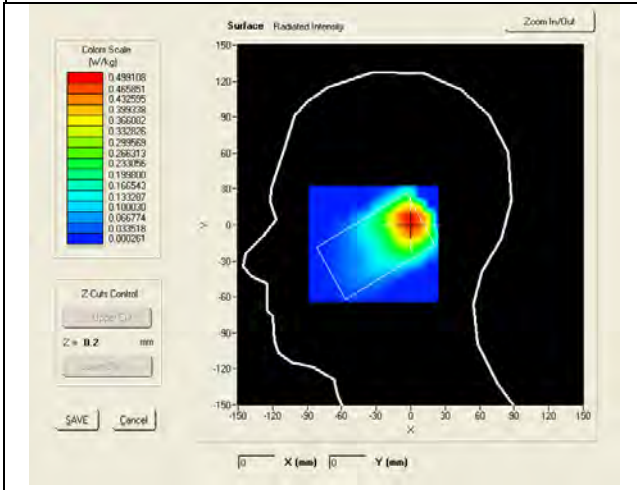 Surface Radiated Intensity
Zoom In/Out
Colors Scale
(W/kg)
0.499108
0.465851
0.432595
0.399338
0.366082
0.332826
0.299569
0.266313
0.233056
0.199800
0.166543
0.133287
0.100030
0.066774
0.033518
0.000261
Z-Cuts Control
Upper Cut
Z = 0.2 mm
SAVE Cancel
150
120
90
60
30
0
-30
-60
-90
-120
-150
Y
-150 -120 -90 -60 -30 0 30 60 90 120 150
X
0 X (mm) 0 Y (mm)